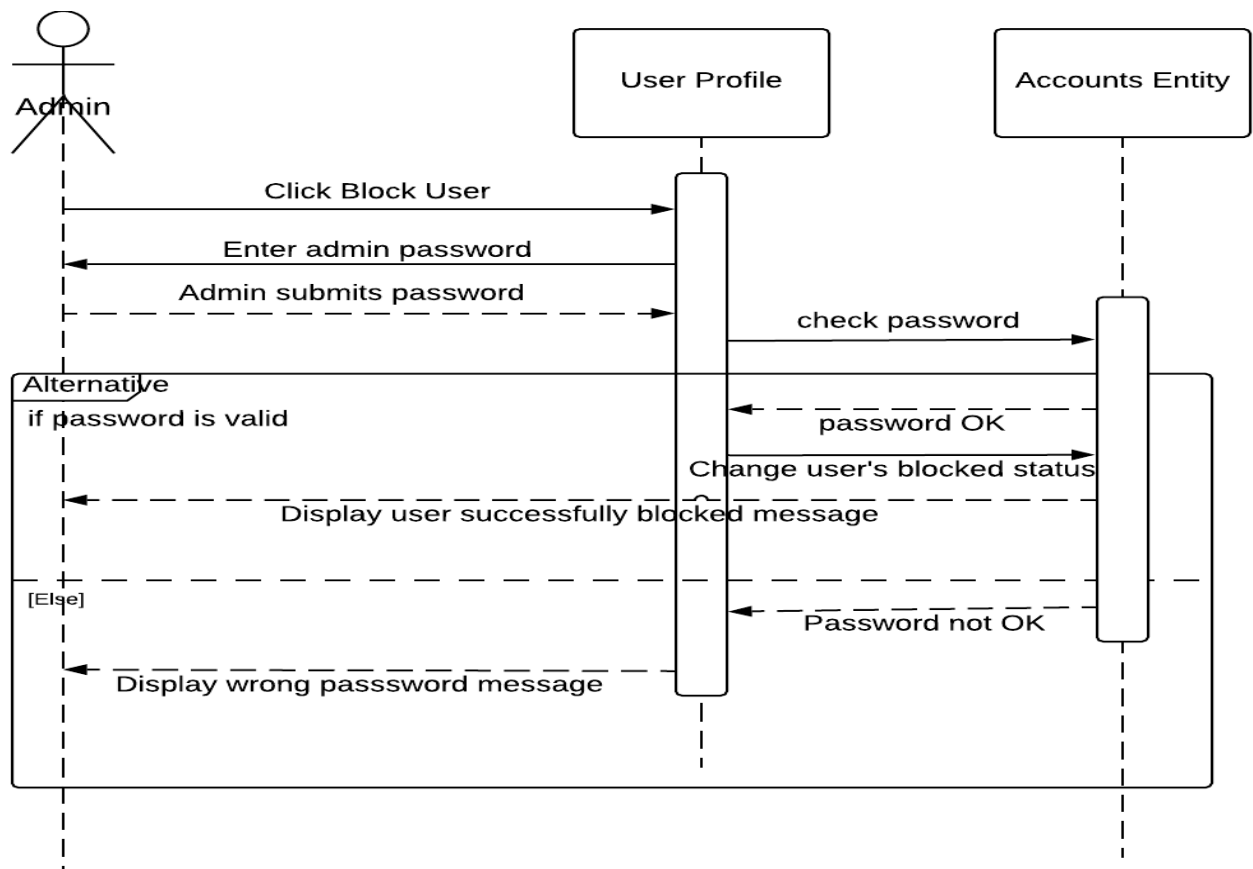 Admin
User Profile
Accounts Entity
Click Block User
Enter admin password
Admin submits password
check password
Alternative
if password is valid
password OK
Change user's blocked status
Display user successfully blocked message
[Else]
Password not OK
Display wrong passsword message